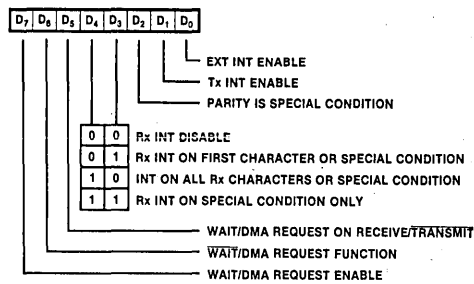 D₇ D₆ D₅ D₄ D₃ D₂ D₁ D₀
EXT INT ENABLE
Tx INT ENABLE
PARITY IS SPECIAL CONDITION
0 0 Rx INT DISABLE
0 1 Rx INT ON FIRST CHARACTER OR SPECIAL CONDITION
1 0 INT ON ALL Rx CHARACTERS OR SPECIAL CONDITION
1 1 Rx INT ON SPECIAL CONDITION ONLY
WAIT/DMA REQUEST ON RECEIVE/T̅R̅A̅N̅S̅M̅I̅T̅
W̅A̅I̅T̅/DMA REQUEST FUNCTION
WAIT/DMA REQUEST ENABLE